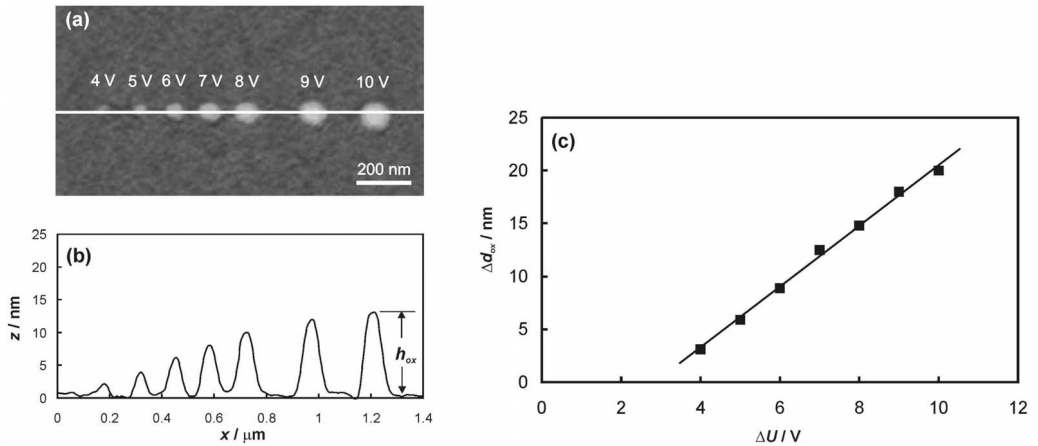 (a)
4 V 5 V 6 V 7 V 8 V 9 V 10 V
200 nm
(b)
25
20
15
10
5
0
z / nm
hox
0 0.2 0.4 0.6 0.8 1 1.2 1.4
x / μm
(c)
25
20
15
10
5
0
Δdox / nm
0 2 4 6 8 10 12
ΔU / V